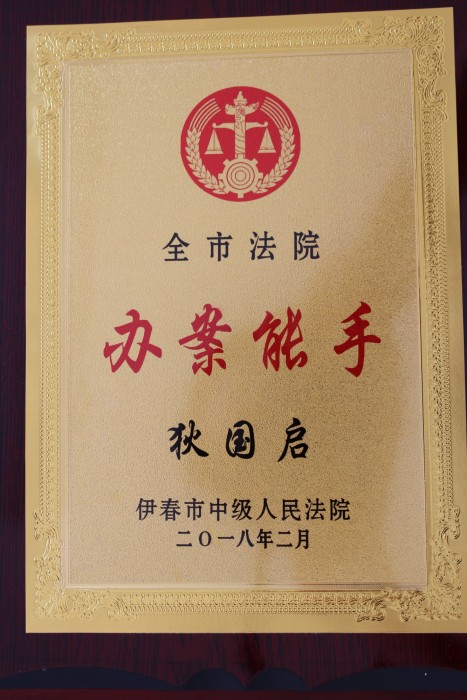 全市法院
办案能手
狄国启
伊春市中级人民法院
二〇一八年二月